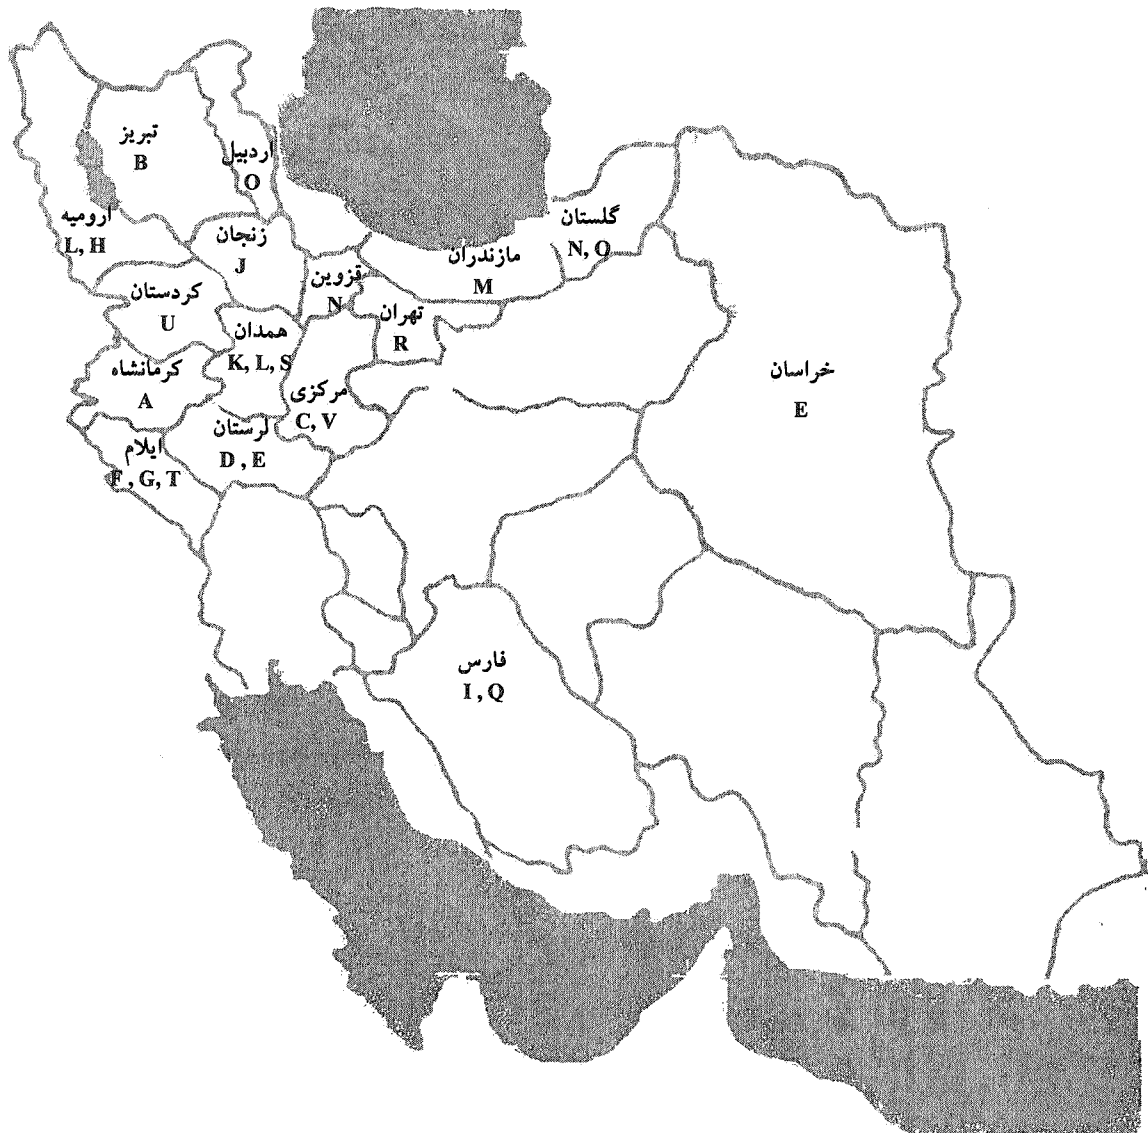 تبریز
B
اردبیل
O
ارومیه
L, H
زنجان
J
گلستان
N, O
مازندران
M
قزوین
N
کردستان
U
تهران
R
همدان
K, L, S
کرمانشاه
A
خراسان
E
مرکزی
C, V
لرستان
D , E
ایلام
F, G, T
فارس
I , Q